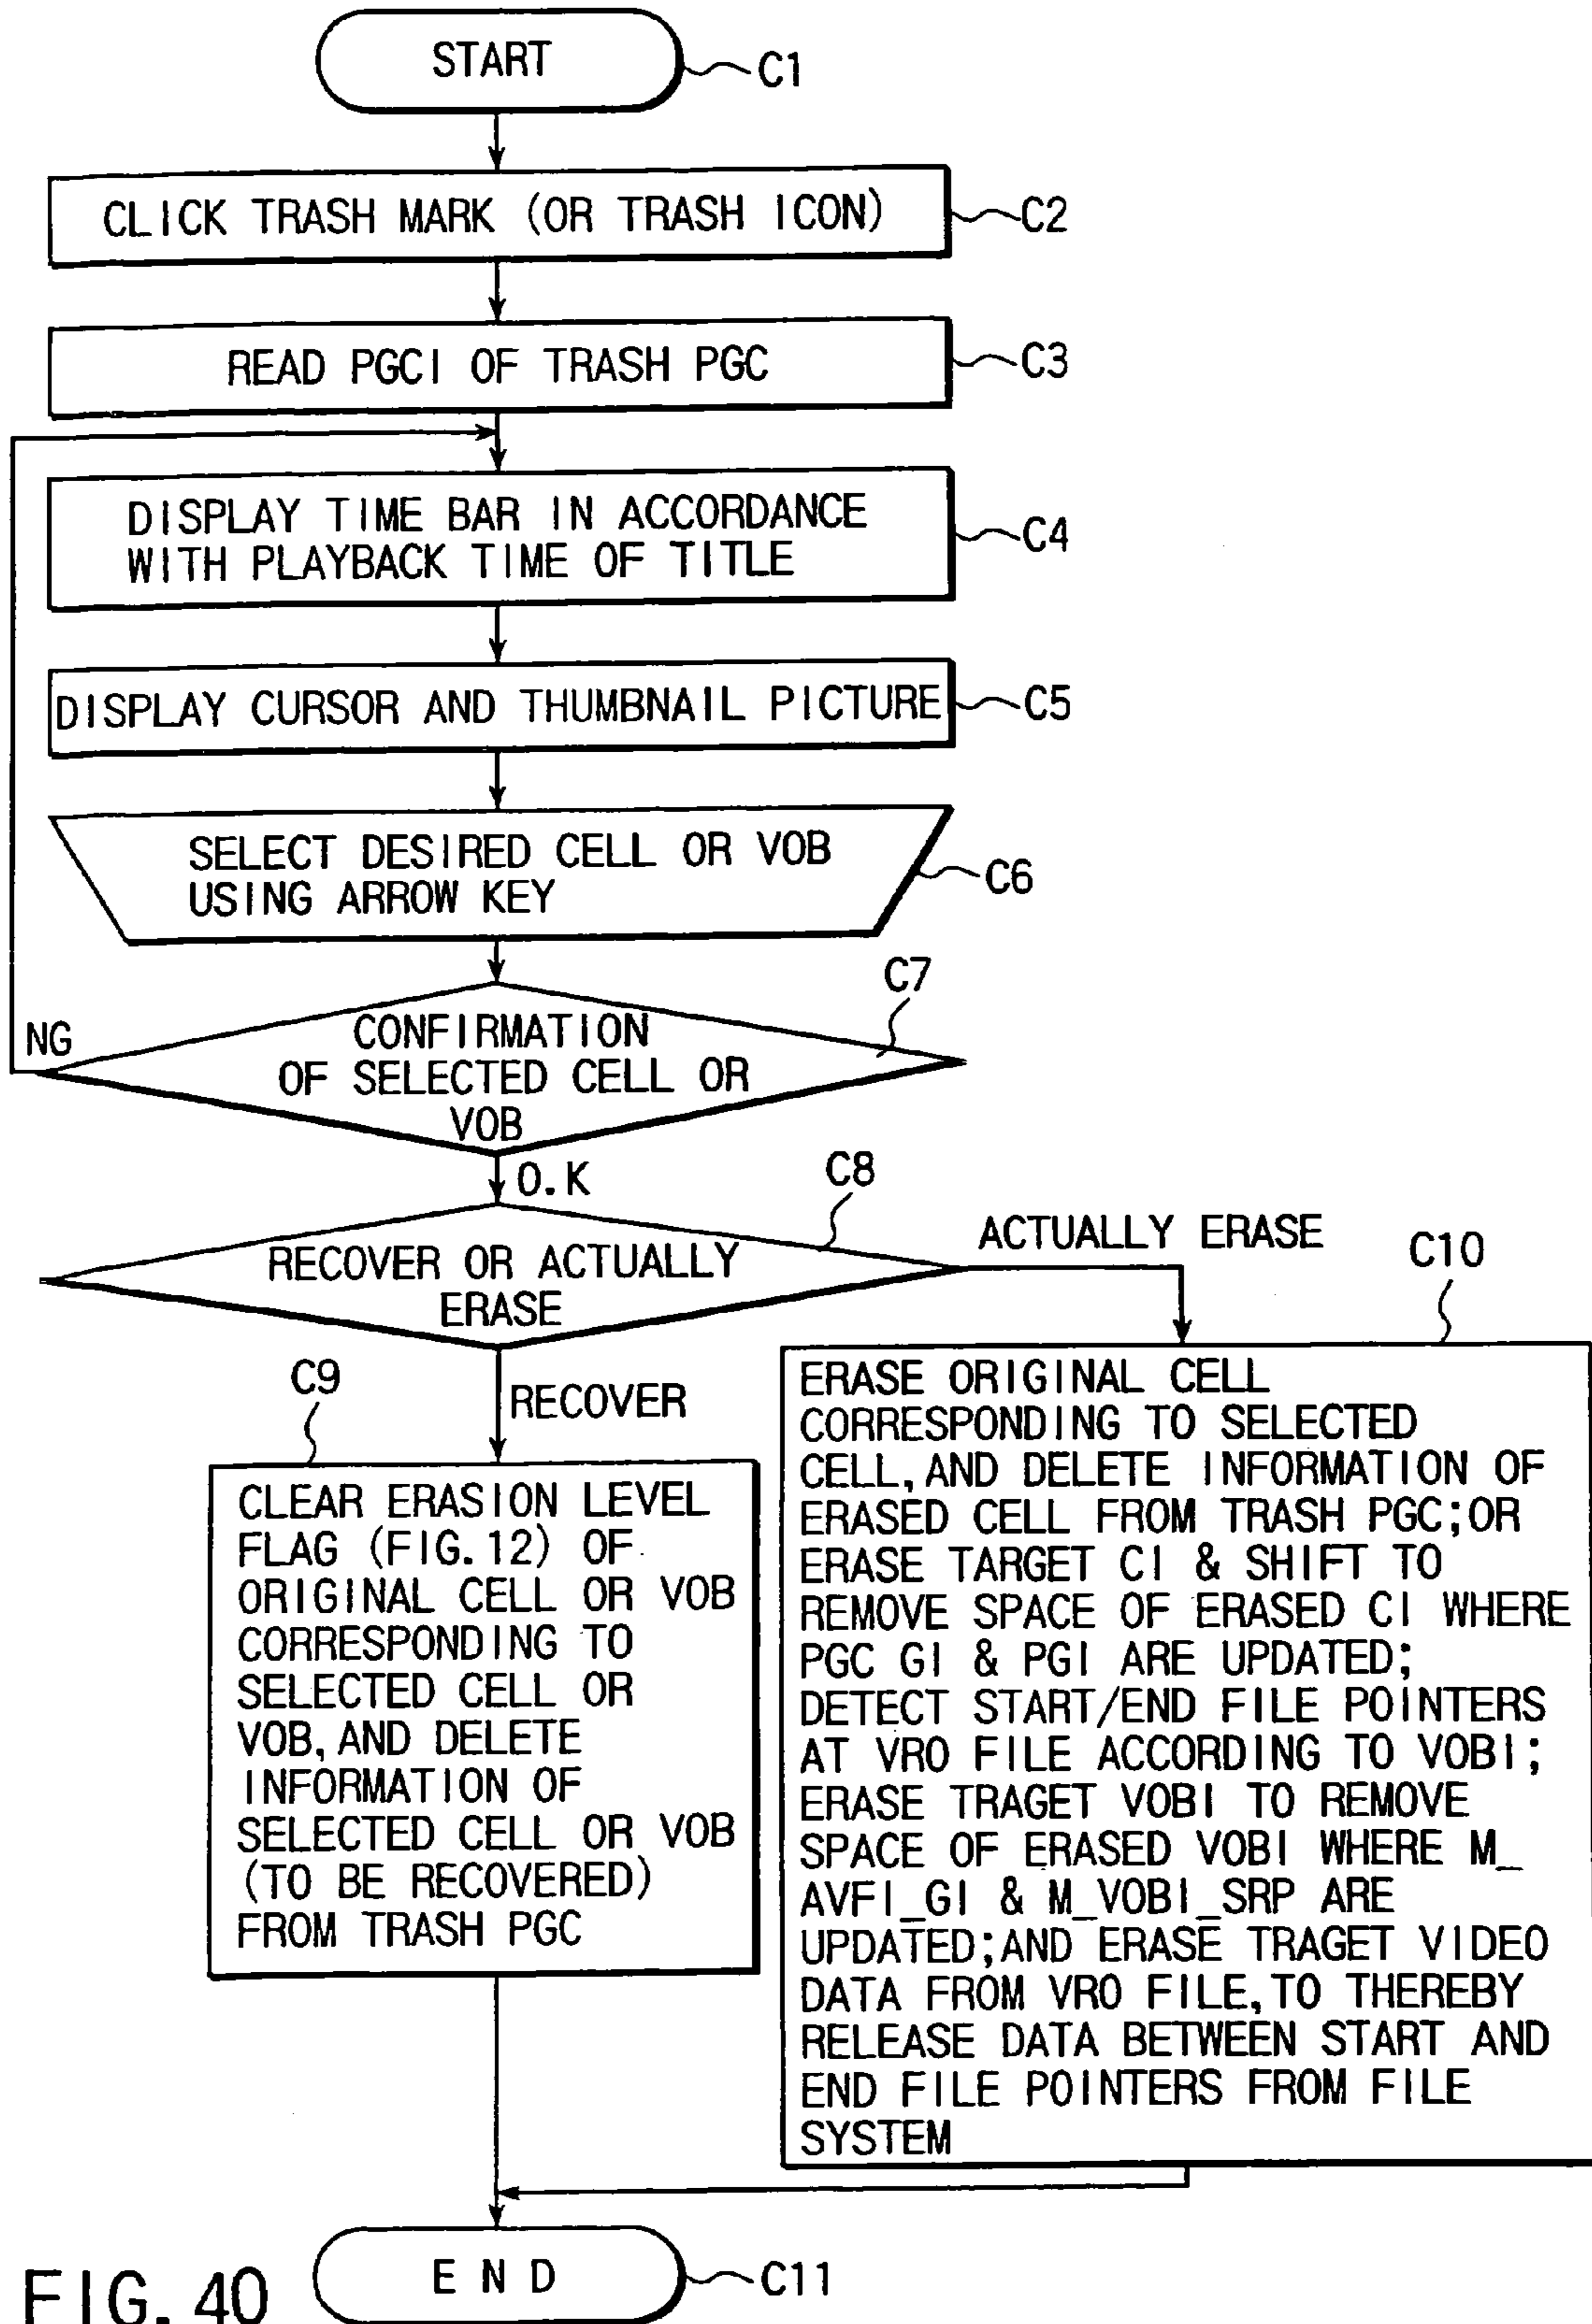 START
C1
CLICK TRASH MARK (OR TRASH ICON)
C2
READ PGCI OF TRASH PGC
C3
DISPLAY TIME BAR IN ACCORDANCE
WITH PLAYBACK TIME OF TITLE
C4
DISPLAY CURSOR AND THUMBNAIL PICTURE
C5
SELECT DESIRED CELL OR VOB
USING ARROW KEY
C6
C7
NG
CONFIRMATION
OF SELECTED CELL OR
VOB
O.K
C8
RECOVER OR ACTUALLY
ERASE
ACTUALLY ERASE
C10
C9
RECOVER
CLEAR ERASION LEVEL
FLAG (FIG.12) OF
ORIGINAL CELL OR VOB
CORRESPONDING TO
SELECTED CELL OR
VOB, AND DELETE
INFORMATION OF
SELECTED CELL OR VOB
(TO BE RECOVERED)
FROM TRASH PGC
ERASE ORIGINAL CELL
CORRESPONDING TO SELECTED
CELL, AND DELETE INFORMATION OF
ERASED CELL FROM TRASH PGC;OR
ERASE TARGET CI & SHIFT TO
REMOVE SPACE OF ERASED CI WHERE
PGC GI & PGI ARE UPDATED;
DETECT START/END FILE POINTERS
AT VRO FILE ACCORDING TO VOBI;
ERASE TRAGET VOBI TO REMOVE
SPACE OF ERASED VOBI WHERE M_
AVFI_GI & M_VOBI_SRP ARE
UPDATED;AND ERASE TRAGET VIDEO
DATA FROM VRO FILE, TO THEREBY
RELEASE DATA BETWEEN START AND
END FILE POINTERS FROM FILE
SYSTEM
END
C11
FIG. 40